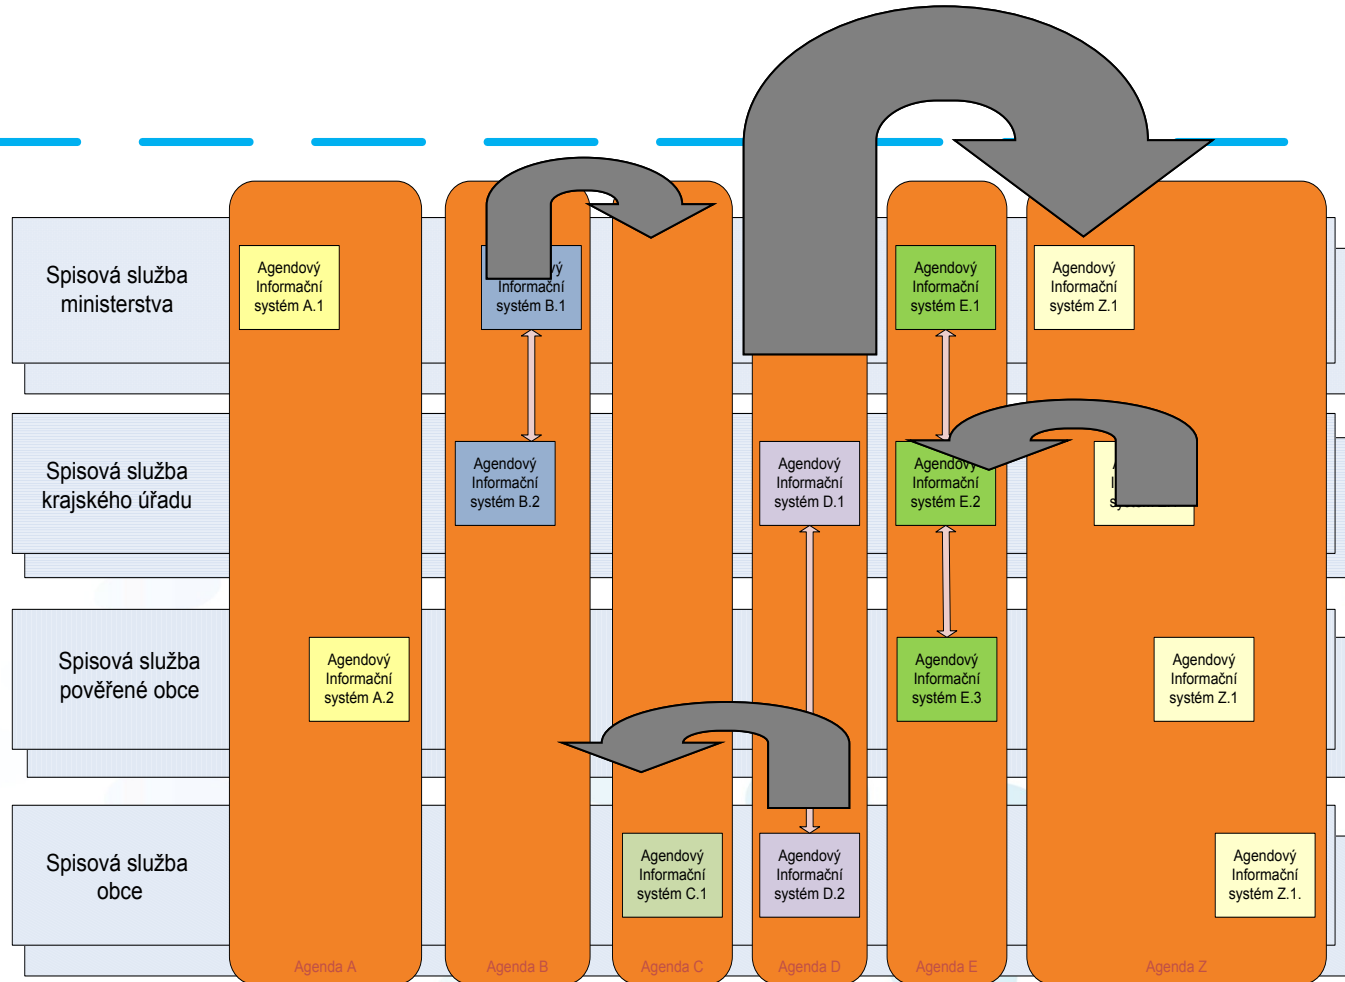 Spisová služba
ministerstva
Agendový
Informační
systém A.1
Informační
systém B.1
Agendový
Informační
systém E.1
Agendový
Informační
systém Z.1
Spisová služba
krajského úřadu
Agendový
Informační
systém B.2
Agendový
Informační
systém D.1
Agendový
Informační
systém E.2
Spisová služba
pověřené obce
Agendový
Informační
systém A.2
Agendový
Informační
systém E.3
Agendový
Informační
systém Z.1
Spisová služba
obce
Agendový
Informační
systém C.1
Agendový
Informační
systém D.2
Agendový
Informační
systém Z.1.
Agenda A
Agenda B
Agenda C
Agenda D
Agenda E
Agenda Z